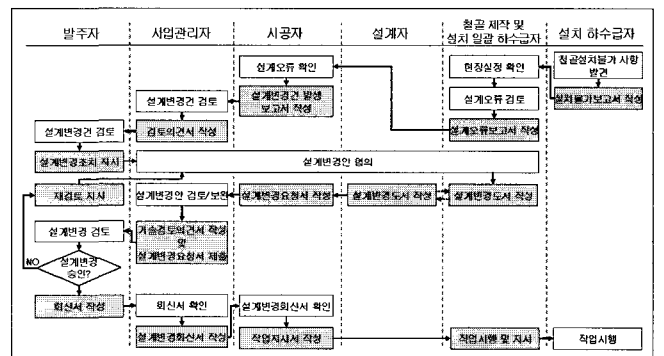 발주자
사업관리자
시공자
설계자
철골 제작 및
설치 일괄 하수급자
설치 하수급자
설계오류 확인
현장실정 확인
철골설치불가 사항
발견
설계변경건 검토
설계변경건 발생
보고서 작성
설계오류 검토
설치불가보고서 작성
설계변경건 검토
검토의견서 작성
설계오류보고서 작성
설계변경조치 지시
설계변경안 협의
재검토 지시
설계변경안 검토/보완
설계변경요청서 작성
설계변경도서 작성
설계변경도서 작성
설계변경 검토
기술검토의견서 작성
및
설계변경요청서 제출
NO
설계변경
승인?
회신서 작성
회신서 확인
설계변경회신서 확인
설계변경회신서 작성
작업지시서 작성
작업시행 및 지시
작업시행